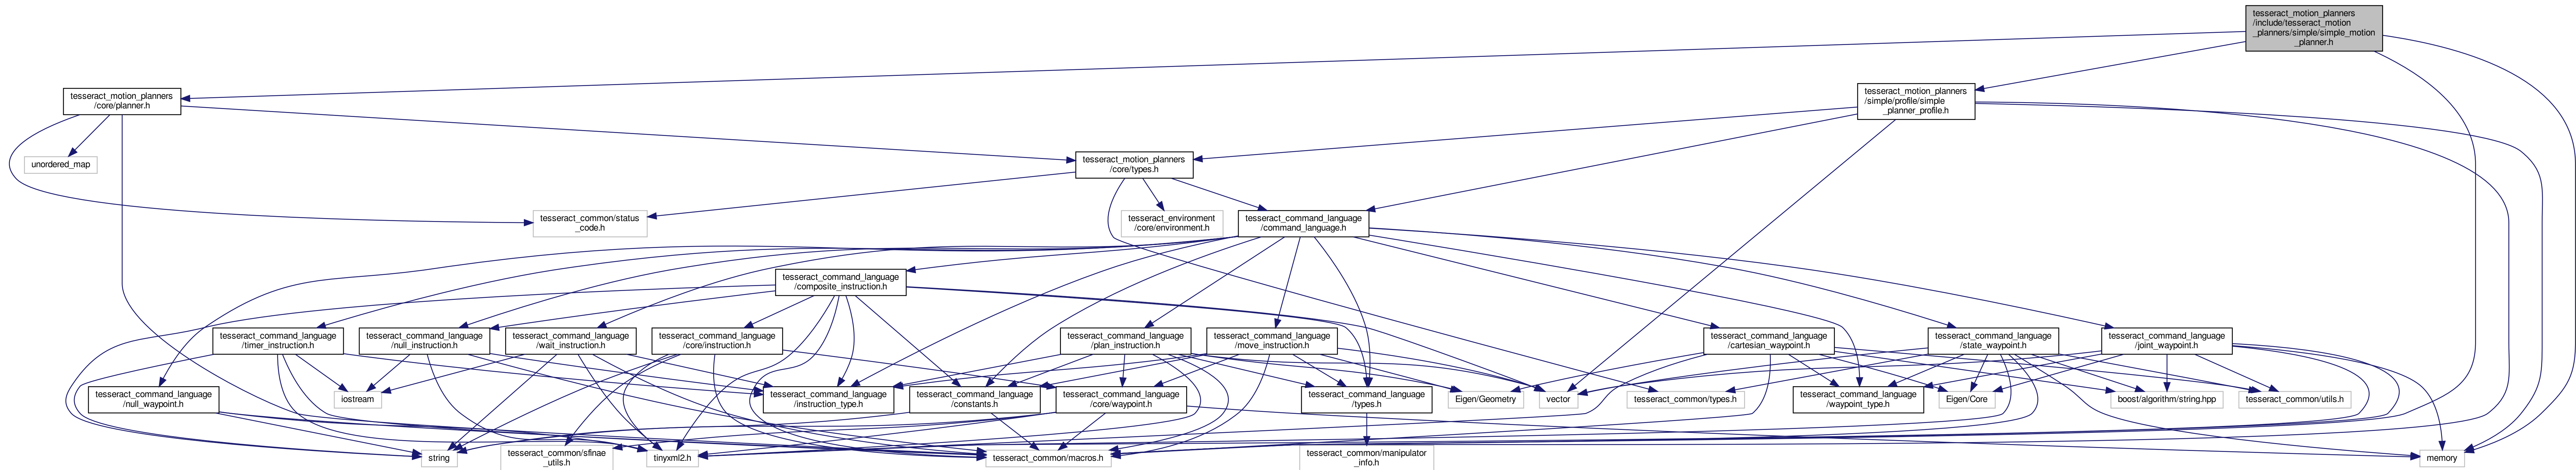 tesseract_motion_planners
/include/tesseract_motion
_planners/simple/simple_motion
_planner.h
tesseract_motion_planners
/core/planner.h
tesseract_motion_planners
/simple/profile/simple
_planner_profile.h
unordered_map
tesseract_motion_planners
/core/types.h
tesseract_common/status
_code.h
tesseract_environment
/core/environment.h
tesseract_command_language
/command_language.h
tesseract_command_language
/composite_instruction.h
tesseract_command_language
/timer_instruction.h
tesseract_command_language
/null_instruction.h
tesseract_command_language
/wait_instruction.h
tesseract_command_language
/core/instruction.h
tesseract_command_language
/plan_instruction.h
tesseract_command_language
/move_instruction.h
tesseract_command_language
/cartesian_waypoint.h
tesseract_command_language
/state_waypoint.h
tesseract_command_language
/joint_waypoint.h
tesseract_command_language
/null_waypoint.h
iostream
tesseract_command_language
/instruction_type.h
tesseract_command_language
/constants.h
tesseract_command_language
/core/waypoint.h
tesseract_command_language
/types.h
Eigen/Geometry
vector
tesseract_common/types.h
tesseract_command_language
/waypoint_type.h
Eigen/Core
boost/algorithm/string.hpp
tesseract_common/utils.h
string
tesseract_common/sfinae
_utils.h
tinyxml2.h
tesseract_common/macros.h
tesseract_common/manipulator
_info.h
memory